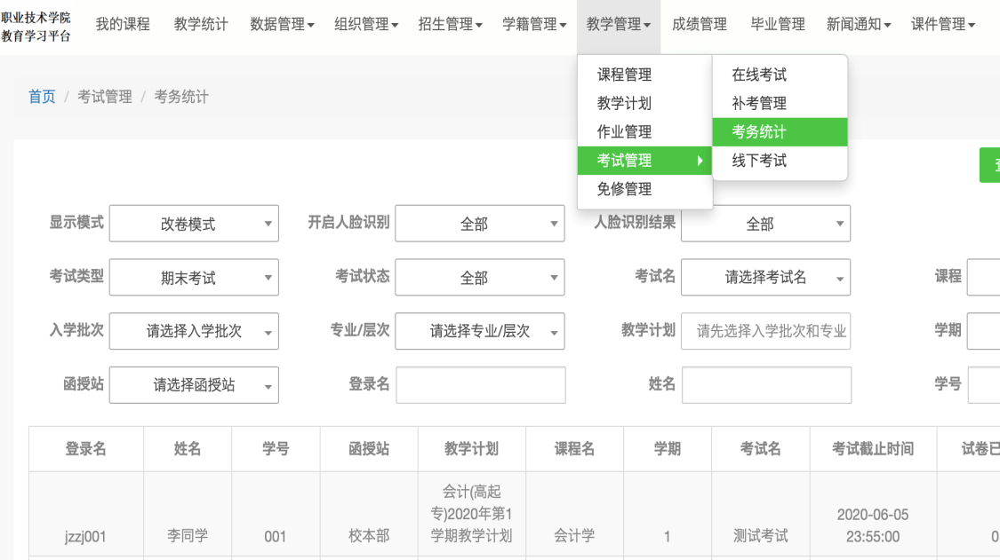 职业技术学院
教育学习平台
我的课程 教学统计 数据管理 组织管理 招生管理 学籍管理 教学管理 成绩管理 毕业管理 新闻通知 课件管理
课程管理
教学计划
作业管理
考试管理
免修管理
在线考试
补考管理
考务统计
线下考试
首页 / 考试管理 / 考务统计
显示模式 改卷模式 开启人脸识别 全部 人脸识别结果 全部
考试类型 期末考试 考试状态 全部 考试名 请选择考试名 课程
入学批次 请选择入学批次 专业/层次 请选择专业/层次 教学计划 请先选择入学批次和专业 学期
函授站 请选择函授站 登录名 姓名 学号
登录名 姓名 学号 函授站 教学计划 课程名 学期 考试名 考试截止时间 试卷已
jzzj001 李同学 001 校本部 会计(高起
专)2020年第1
学期教学计划 会计学 1 测试考试 2020-06-05
23:55:00 0